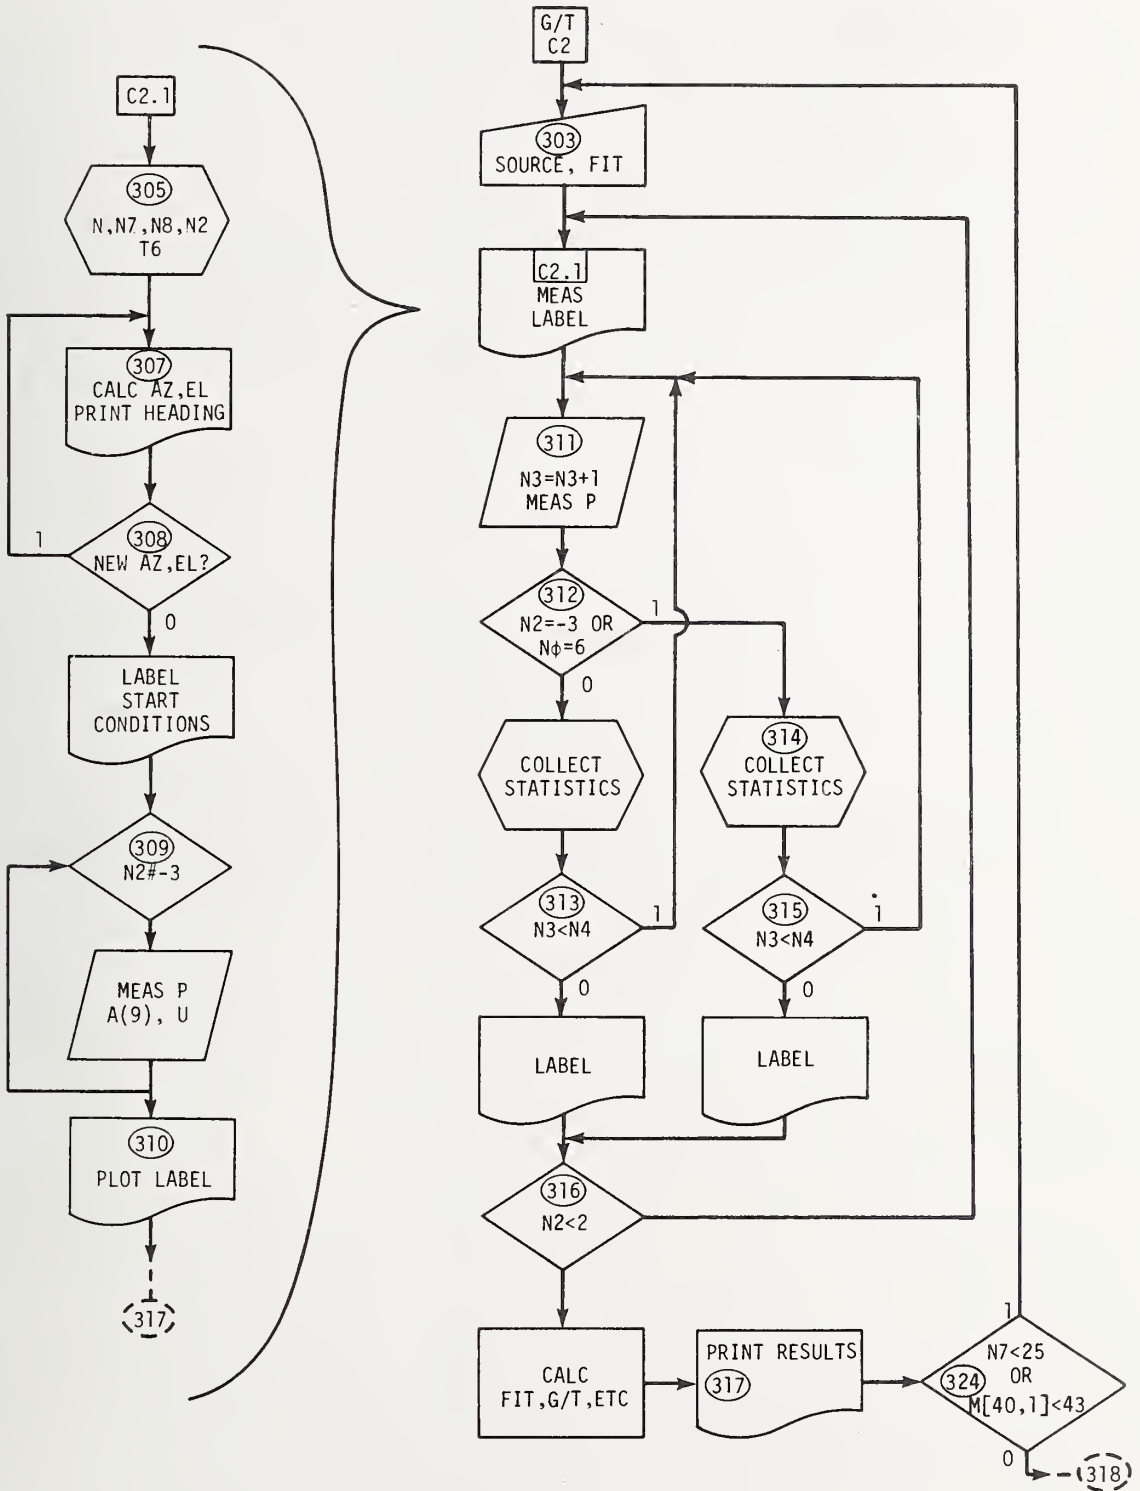 C2.1
305
N,N7,N8,N2
T6
307
CALC AZ,EL
PRINT HEADING
308
NEW AZ,EL?
1
0
LABEL
START
CONDITIONS
309
N2#-3
MEAS P
A(9), U
310
PLOT LABEL
317
G/T
C2
303
SOURCE, FIT
C2.1
MEAS
LABEL
311
N3=N3+1
MEAS P
312
N2=-3 OR
Nϕ=6
1
0
COLLECT
STATISTICS
314
COLLECT
STATISTICS
313
N3<N4
1
0
315
N3<N4
1
0
LABEL
LABEL
316
N2<2
CALC
FIT,G/T,ETC
PRINT RESULTS
317
1
N7<25
OR
324
M[40,1]<43
0
318